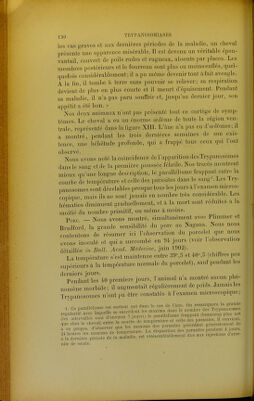 130 TRYPANOSOMIASES
les cas graves et aux dernières périodes de la maladie, un cheval
présente une apparence misérable. Il est devenu un véritable épou-
vantail, couvert de poils rudes et rugueux, absents par places. Les
membres postérieurs et le fourreau sont plus ou moins enflés, quel-
quefois considérablement; il a pu même devenir tout à fait aveugle.
A la fin, il tombe à terre sans pouvoir se relever; sa respiration
devient de plus en plus courte et il meurt d'épuisement. Pendant
sa maladie, il n'a pas paru souffrir et, jusqu'au dernier jour, son
appétit a été bon. »
Nos deux animaux n'ont pas présenté tout ce cortège de symp-
tômes. Le cheval a eu un énorme œdème de toute la région ven-
trale, représenté dans la figure XIII. L'âne n'a pas eu d'œdème; il
a montré, pendant les trois dernières semaines de son exis-
tence, une hébétude profonde, qui a frappé tous ceux qui l'ont
observé.
Nous avons noté la coïncidence de l'apparition des Trypanosomes
dans le sang et de la première poussée fébrile. Nos tracés montrent
mieux qu'une longue description, le parallélisme frappant entre la
courbe de température et celle des parasites dans le sang. Les Try-
panosomes sont décelables presque tous les jours à l'examen micros-
copique, mais ils ne sont jamais en nombre très considérable. Les
hématies diminuent graduellement, et à la mort sont réduites à la
moitié du nombre primitif, ou même à moins.
PORC. — Nous avons montré, simultanément avec Plimmer et
Bradford, la grande sensibilité du porc au Nagana. Nous nous
contentons de résumer ici l'observation du porcelet que nous
avons inoculé et qui a succombé en 94 jours (voir l'observation
détaillée in Bull. Acad. Médecine, juin 1902).
La température s'est maintenue entre 39°,5 et 40°,5 (chiffres peu
supérieurs à la température normale du porcelet), sauf pendant les
derniers jours.
Pendant les 40 premiers jours, l'animal n'a montré aucun phé-
nomène morbide; il augmentait régulièrement de poids. Jamais les
Trypanosomes n'ont pu être constatés à l'examen microscopique;